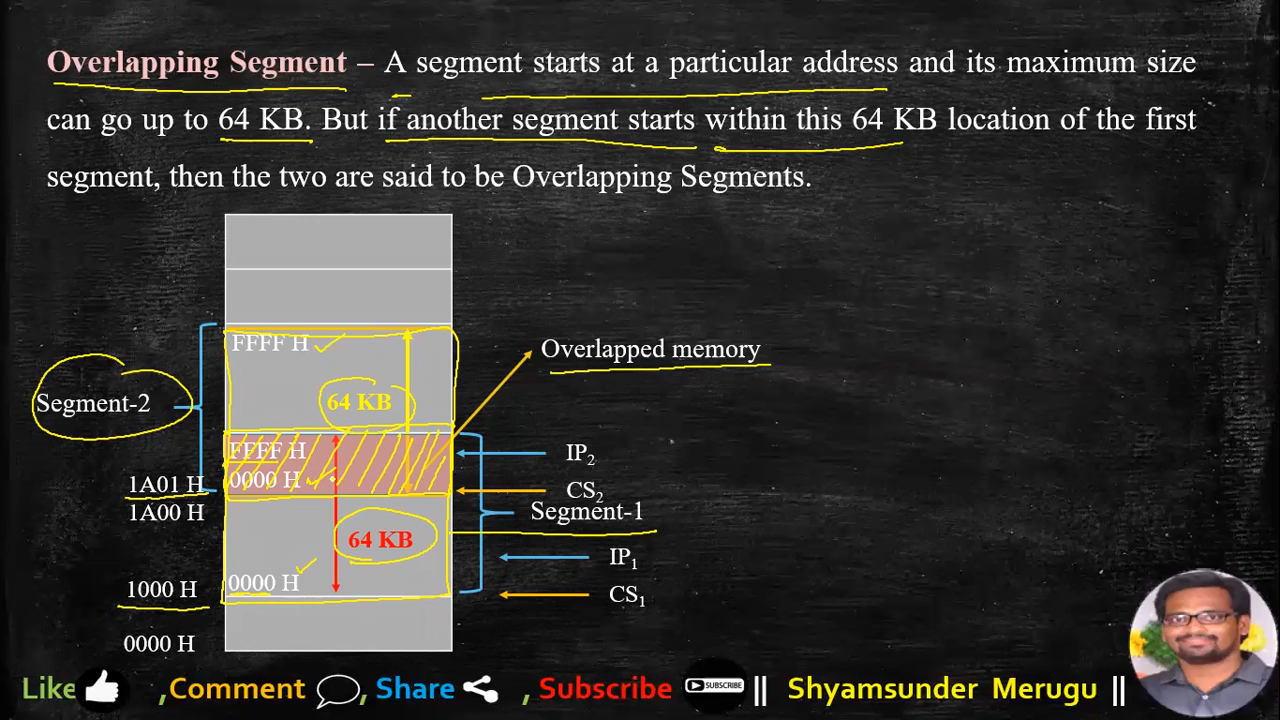 Overlapping Segment – A segment starts at a particular address and its maximum size
can go up to 64 KB. But if another segment starts within this 64 KB location of the first
segment, then the two are said to be Overlapping Segments.
FFFF H
Overlapped memory
64 KB
Segment-2
FFFF H
IP2
0000 H
1A01 H
CS2
1A00 H
Segment-1
64 KB
IP1
0000 H
1000 H
CS1
0000 H
Like , Comment , Share , Subscribe SUBSCRIBE || Shyamsunder Merugu ||